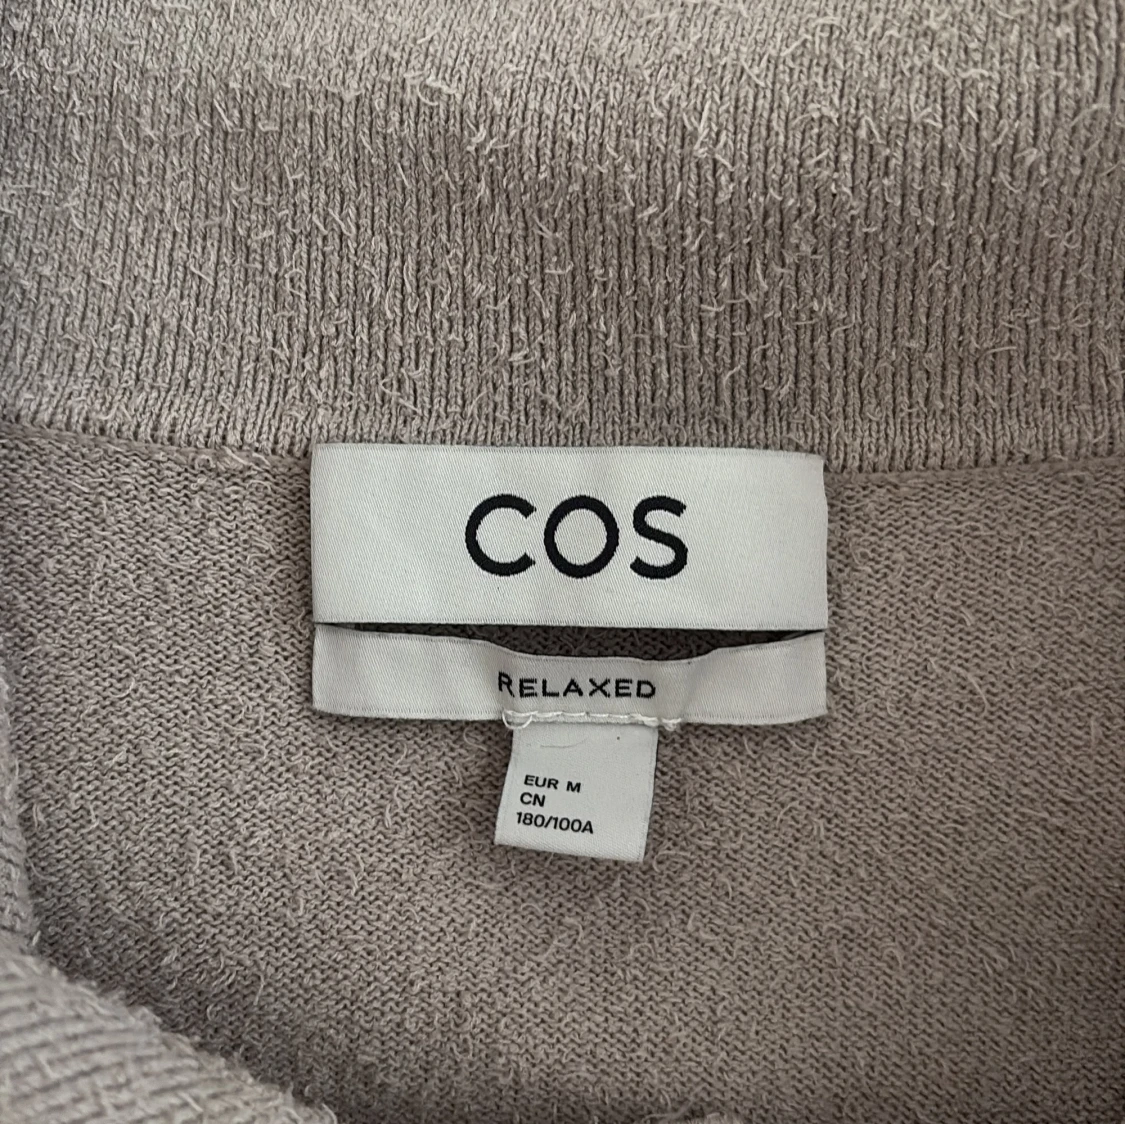 COS
RELAXED
EUR M
CN
180/100A